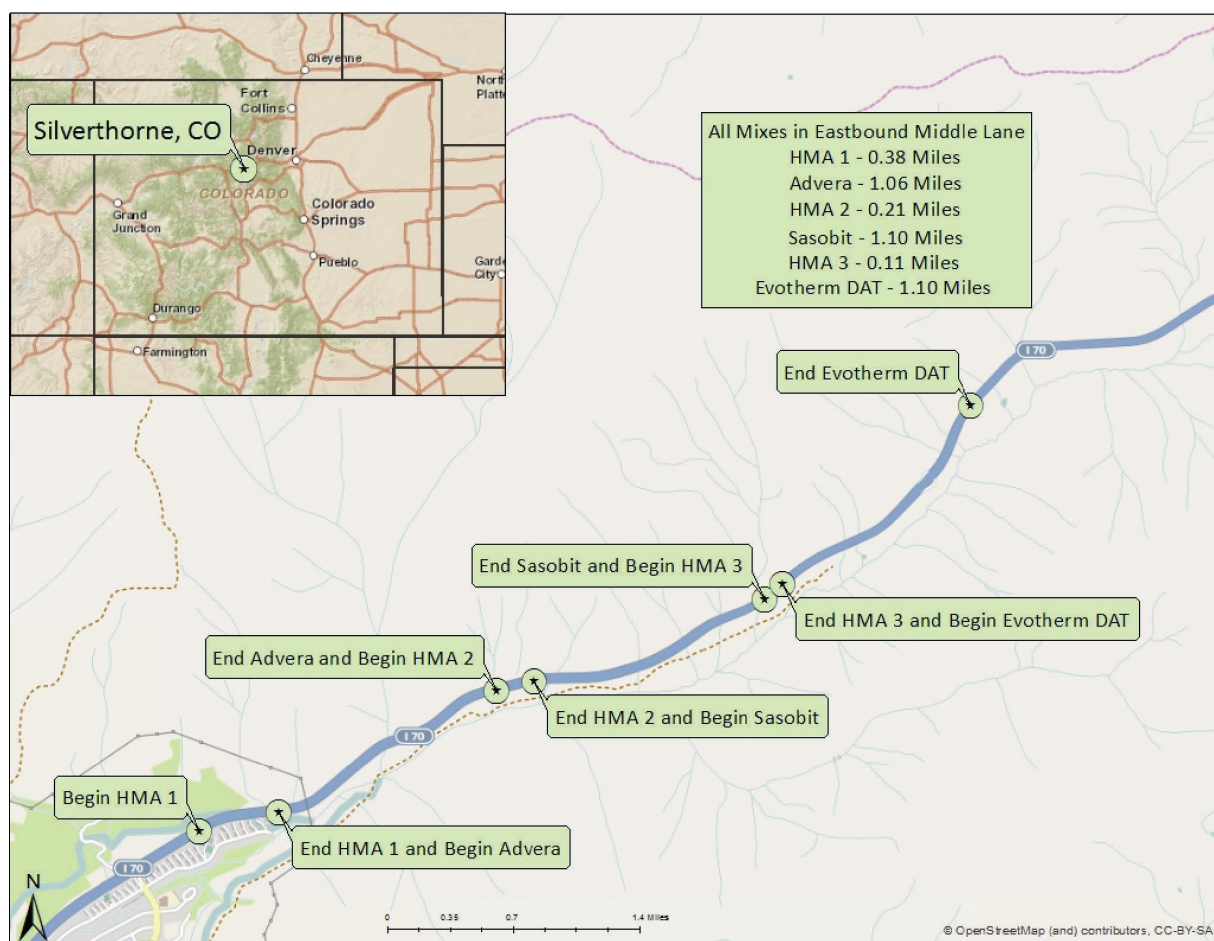 Cheyenne
North
Platte
Fort
Collins
Silverthorne, CO
Denver
COLORADO
Grand
Junction
Colorado
Springs
Pueblo
Garde
City
Durango
Farmington
All Mixes in Eastbound Middle Lane
HMA 1 - 0.38 Miles
Advera - 1.06 Miles
HMA 2 - 0.21 Miles
Sasobit - 1.10 Miles
HMA 3 - 0.11 Miles
Evotherm DAT - 1.10 Miles
I 70
End Evotherm DAT
End Sasobit and Begin HMA 3
End HMA 3 and Begin Evotherm DAT
End Advera and Begin HMA 2
End HMA 2 and Begin Sasobit
I 70
Begin HMA 1
End HMA 1 and Begin Advera
I 70
N
0 0.35 0.7 1.4 Miles
© OpenStreetMap (and) contributors, CC-BY-SA